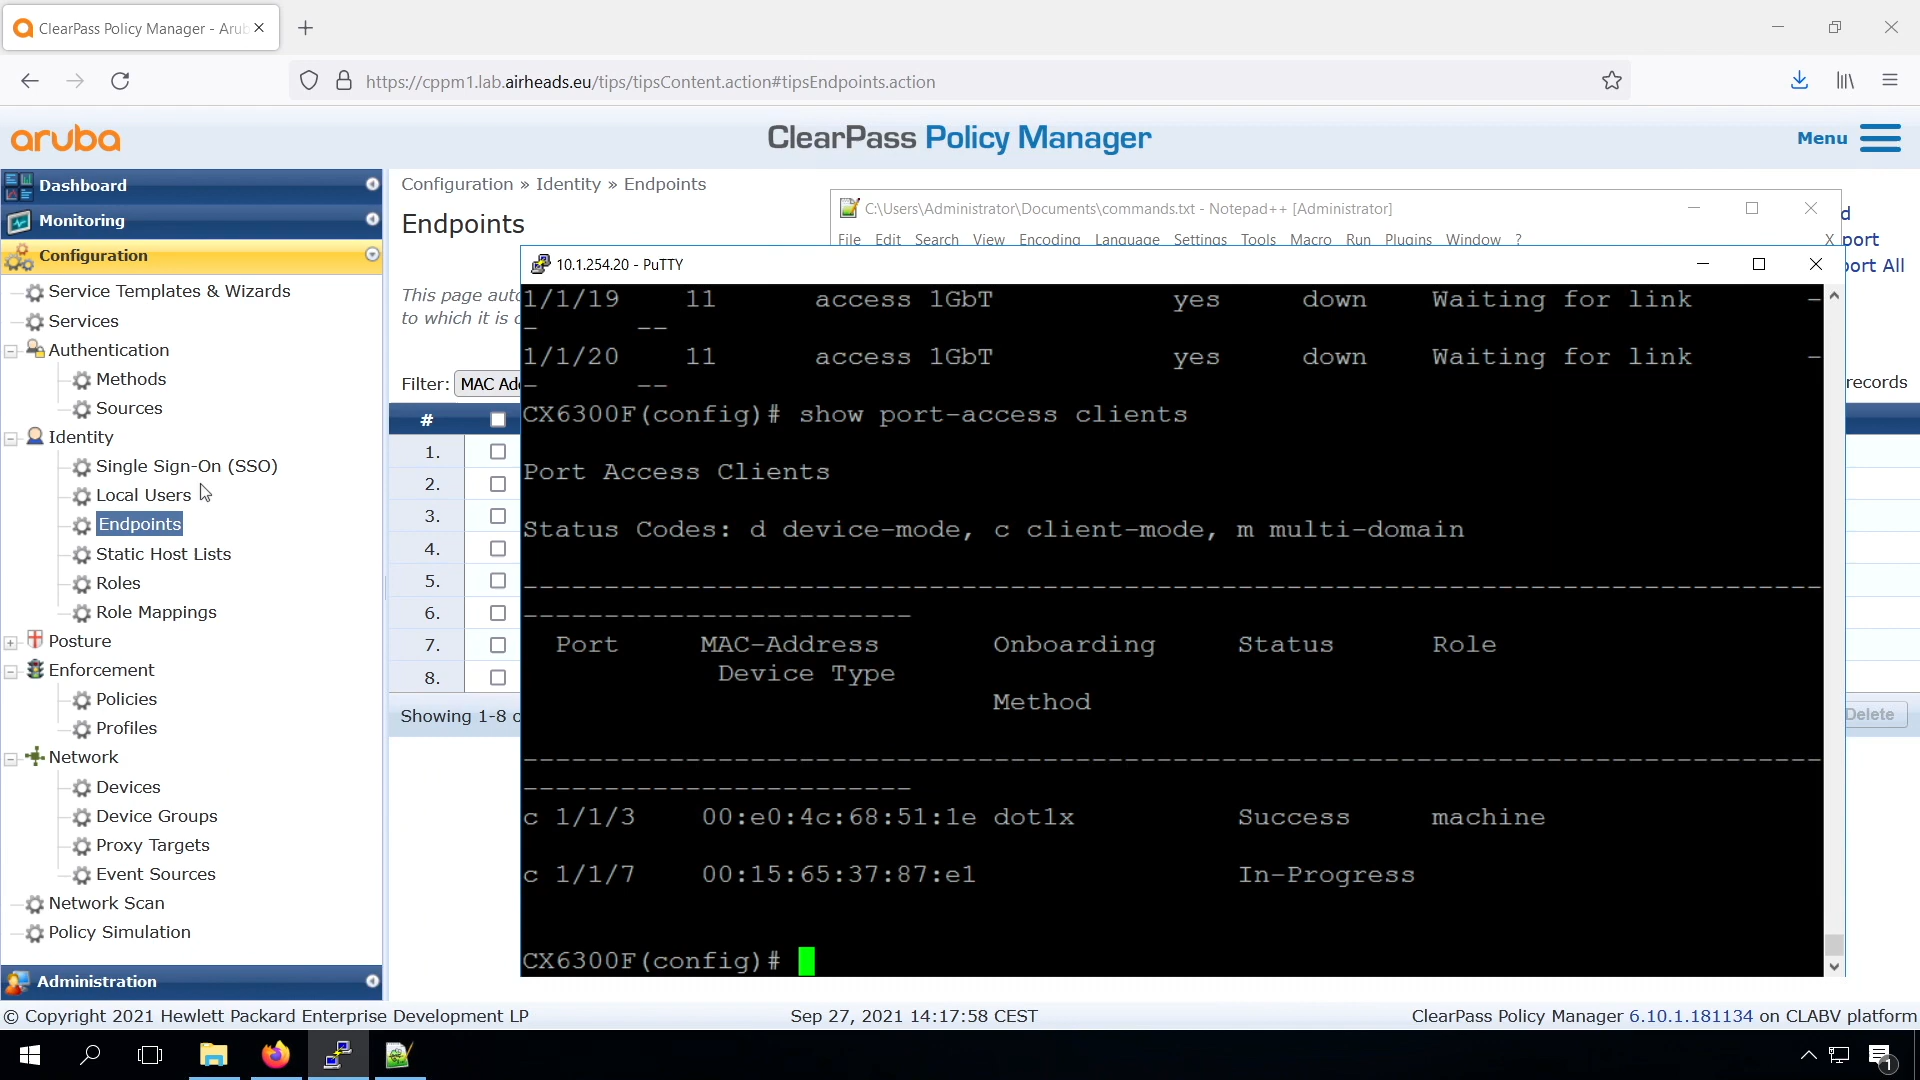 ClearPass Policy Manager - Arub
https://cppm1.lab.airheads.eu/tips/tipsContent.action#tipsEndpoints.action
aruba
ClearPass Policy Manager
Menu
Dashboard
Monitoring
Configuration
Service Templates & Wizards
Services
Authentication
Methods
Sources
Identity
Single Sign-On (SSO)
Local Users
Endpoints
Static Host Lists
Roles
Role Mappings
Posture
Enforcement
Policies
Profiles
Network
Devices
Device Groups
Proxy Targets
Event Sources
Network Scan
Policy Simulation
Administration
Configuration » Identity » Endpoints
Endpoints
This page auto
to which it is
Filter: MAC Ad
#
1.
2.
3.
4.
5.
6.
7.
8.
Showing 1-8
d
port
ort All
records
Delete
C:\Users\Administrator\Documents\commands.txt - Notepad++ [Administrator]
File Edit Search View Encoding Language Settings Tools Macro Run Plugins Window ? X
10.1.254.20 - PuTTY
1/1/19 11 access 1GbT yes down Waiting for link -
- --
1/1/20 11 access 1GbT yes down Waiting for link -
- --
CX6300F(config)# show port-access clients
Port Access Clients
Status Codes: d device-mode, c client-mode, m multi-domain
---------------------------------------------------------------------------------
------------------------
Port MAC-Address Onboarding Status Role
Device Type
Method
---------------------------------------------------------------------------------
------------------------
c 1/1/3 00:e0:4c:68:51:1e dot1x Success machine
c 1/1/7 00:15:65:37:87:e1 In-Progress
CX6300F(config)#
© Copyright 2021 Hewlett Packard Enterprise Development LP
Sep 27, 2021 14:17:58 CEST
ClearPass Policy Manager 6.10.1.181134 on CLABV platform
1